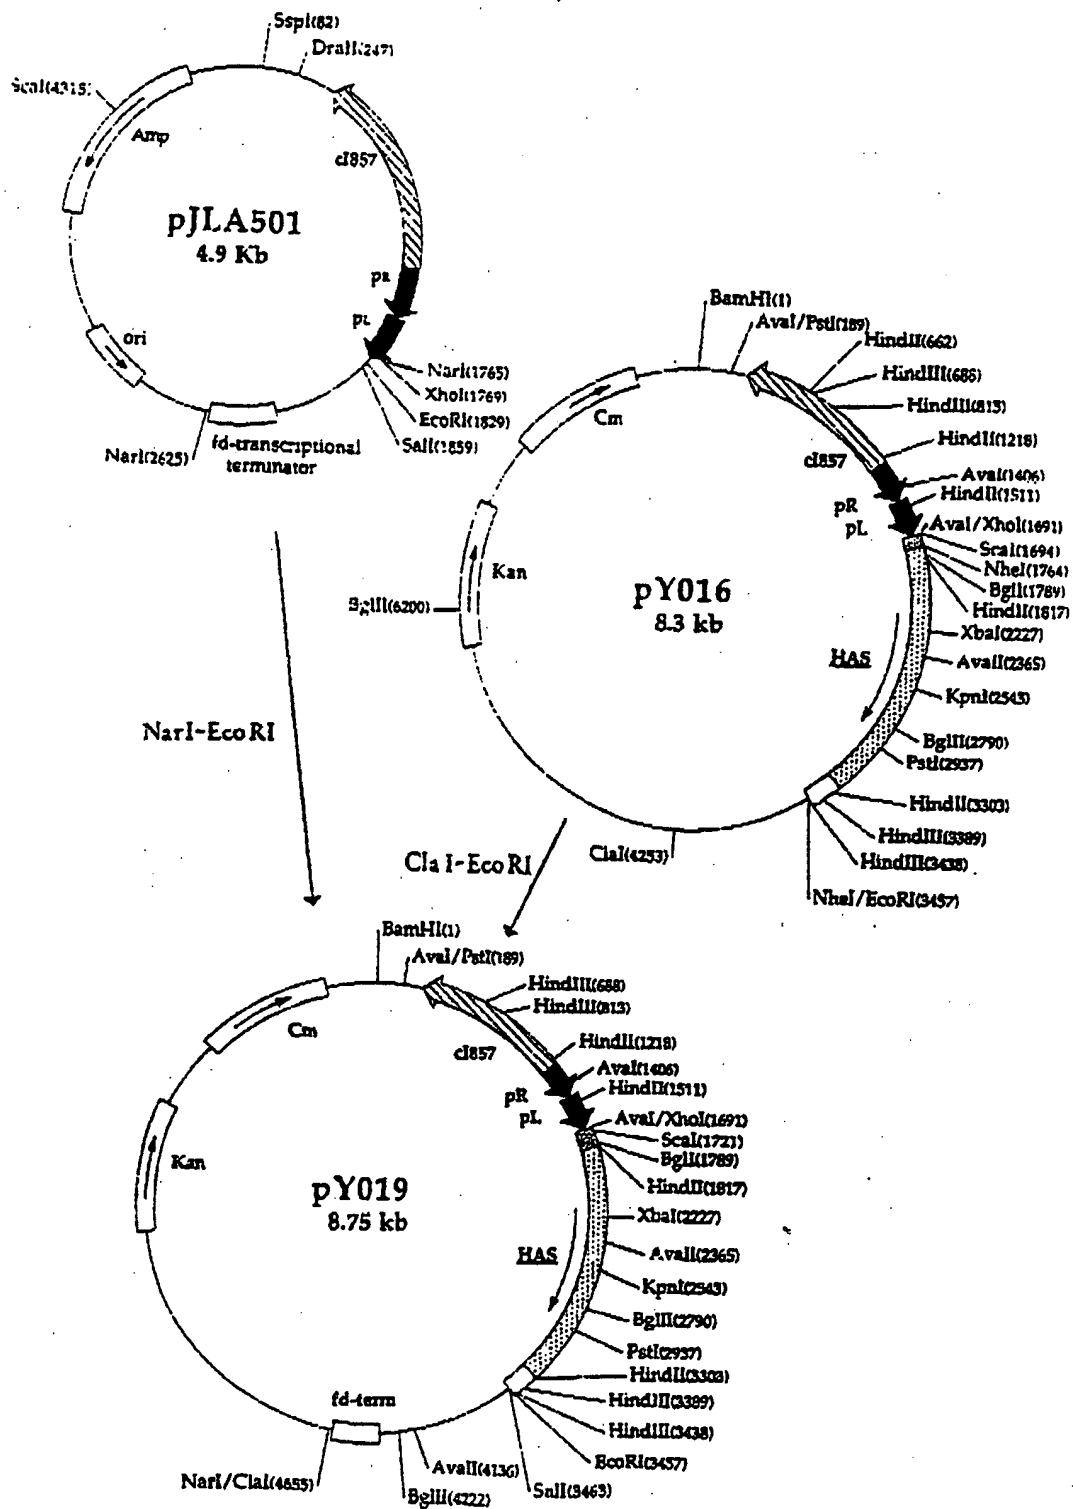 SspI(82)
DraII(247)
ScaI(4315)
Amp
cI857
pJLA501
4.9 Kb
pR
pL
ori
NarI(1765)
XhoI(1769)
EcoRI(1829)
SalI(1859)
NarI(2625)
fd-transcriptional
terminator
BamHI(1)
AvaI/PstI(189)
HindII(662)
HindIII(688)
HindIII(813)
HindII(1218)
Cm
cI857
AvaI(1406)
HindII(1511)
pR
pL
AvaI/XhoI(1691)
ScaI(1694)
NheI(1764)
BglI(1789)
HindII(1817)
Kan
pY016
8.3 kb
BglII(6200)
XbaI(2227)
HAS
AvaII(2365)
KpnI(2543)
BglII(2790)
PstI(2937)
HindII(3303)
HindIII(3389)
HindIII(3438)
NheI/EcoRI(3457)
ClaI(4253)
NarI-EcoRI
Cla I-EcoRI
BamHI(1)
AvaI/PstI(189)
HindIII(688)
HindIII(813)
Cm
cI857
HindII(1218)
AvaI(1406)
HindII(1511)
pR
pL
AvaI/XhoI(1691)
ScaI(1721)
BglI(1789)
HindII(1817)
Kan
pY019
8.75 kb
XbaI(2227)
HAS
AvaII(2365)
KpnI(2543)
BglII(2790)
PstI(2937)
HindII(3303)
HindIII(3389)
HindIII(3438)
EcoRI(3457)
SalI(3463)
fd-term
AvaII(4136)
BglII(4222)
NarI/ClaI(4655)